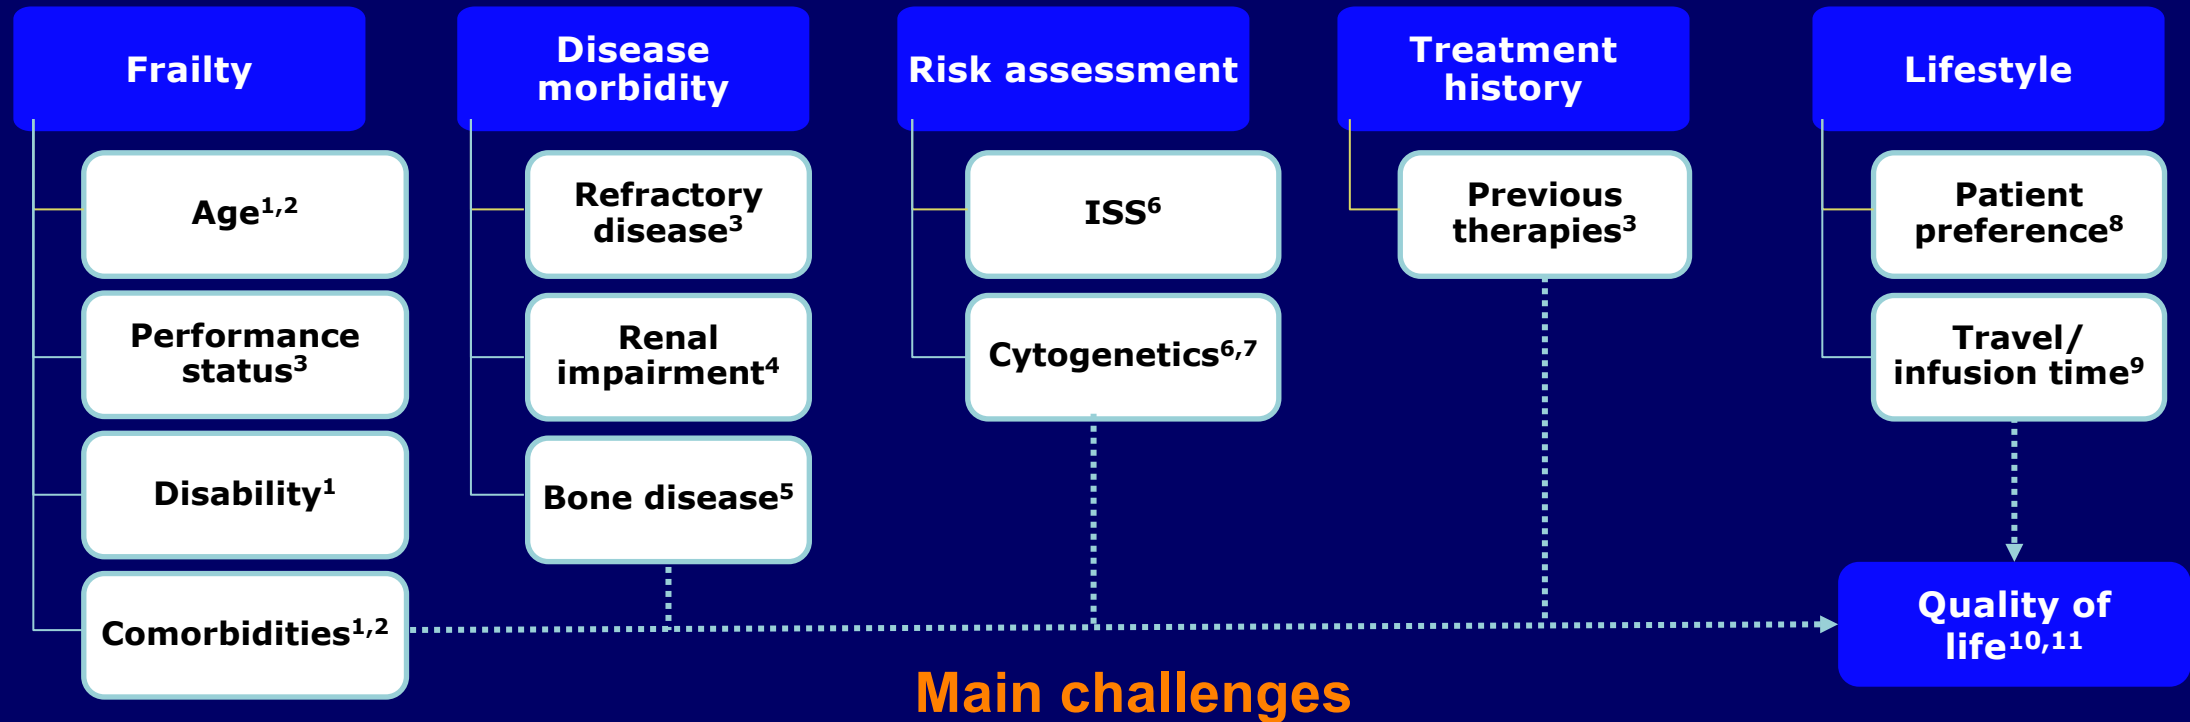 Frailty
Age1,2
Performance
status3
Disability1
Comorbidities1,2
Disease
morbidity
Refractory
disease3
Renal
impairment4
Bone disease5
Risk assessment
ISS6
Cytogenetics6,7
Treatment
history
Previous
therapies3
Lifestyle
Patient
preference8
Travel/
infusion time9
Quality of
life10,11
Main challenges